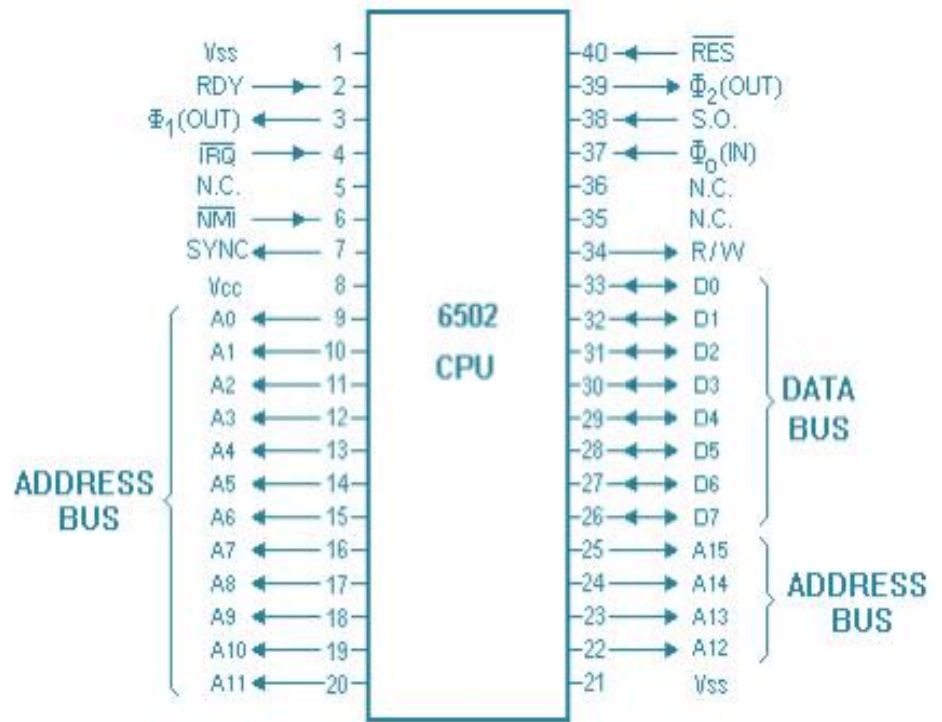 Vss 1 40 R̅E̅S̅
RDY 2 39 Φ₂(OUT)
Φ₁(OUT) 3 38 S.O.
I̅R̅Q̅ 4 37 Φ₀(IN)
N.C. 5 36 N.C.
N̅M̅I̅ 6 35 N.C.
SYNC 7 34 R/W
Vcc 8 33 D0
A0 9 6502 32 D1
A1 10 31 D2
A2 11 CPU 30 D3
A3 12 29 D4
A4 13 28 D5
A5 14 27 D6
A6 15 26 D7
A7 16 25 A15
A8 17 24 A14
A9 18 23 A13
A10 19 22 A12
A11 20 21 Vss
ADDRESS
BUS
DATA
BUS
ADDRESS
BUS